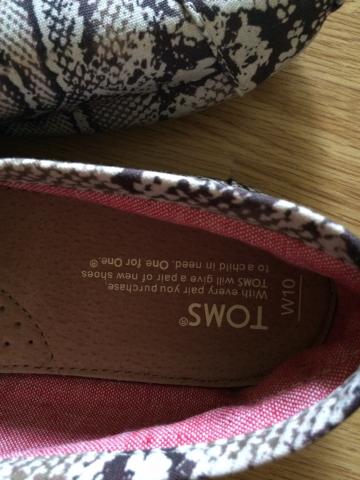 W10
TOMS®
With every pair you purchase,
TOMS will give a pair of new shoes
to a child in need. One for One.®